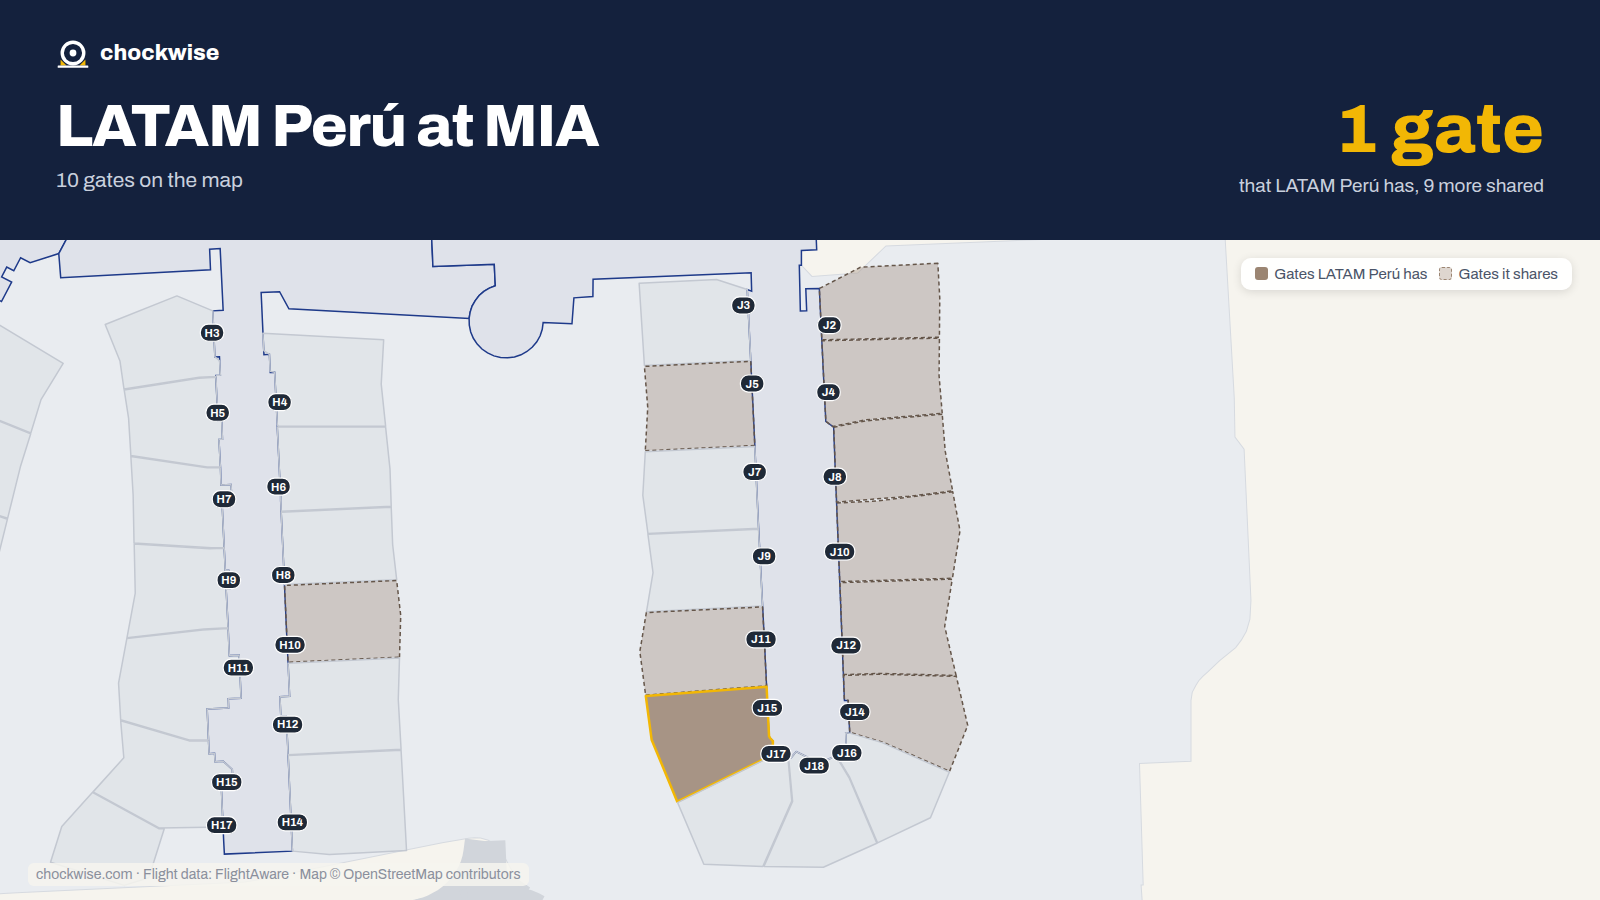 chockwise
LATAM Perú at MIA
10 gates on the map
1 gate
that LATAM Perú has, 9 more shared
Gates LATAM Perú has
Gates it shares
J3
J2
H3
J5
J4
H4
H5
J7
J8
H6
H7
J9
J10
H8
H9
J11
J12
H10
H11
J15
J14
H12
J17
J16
J18
H15
H14
H17
chockwise.com · Flight data: FlightAware · Map © OpenStreetMap contributors